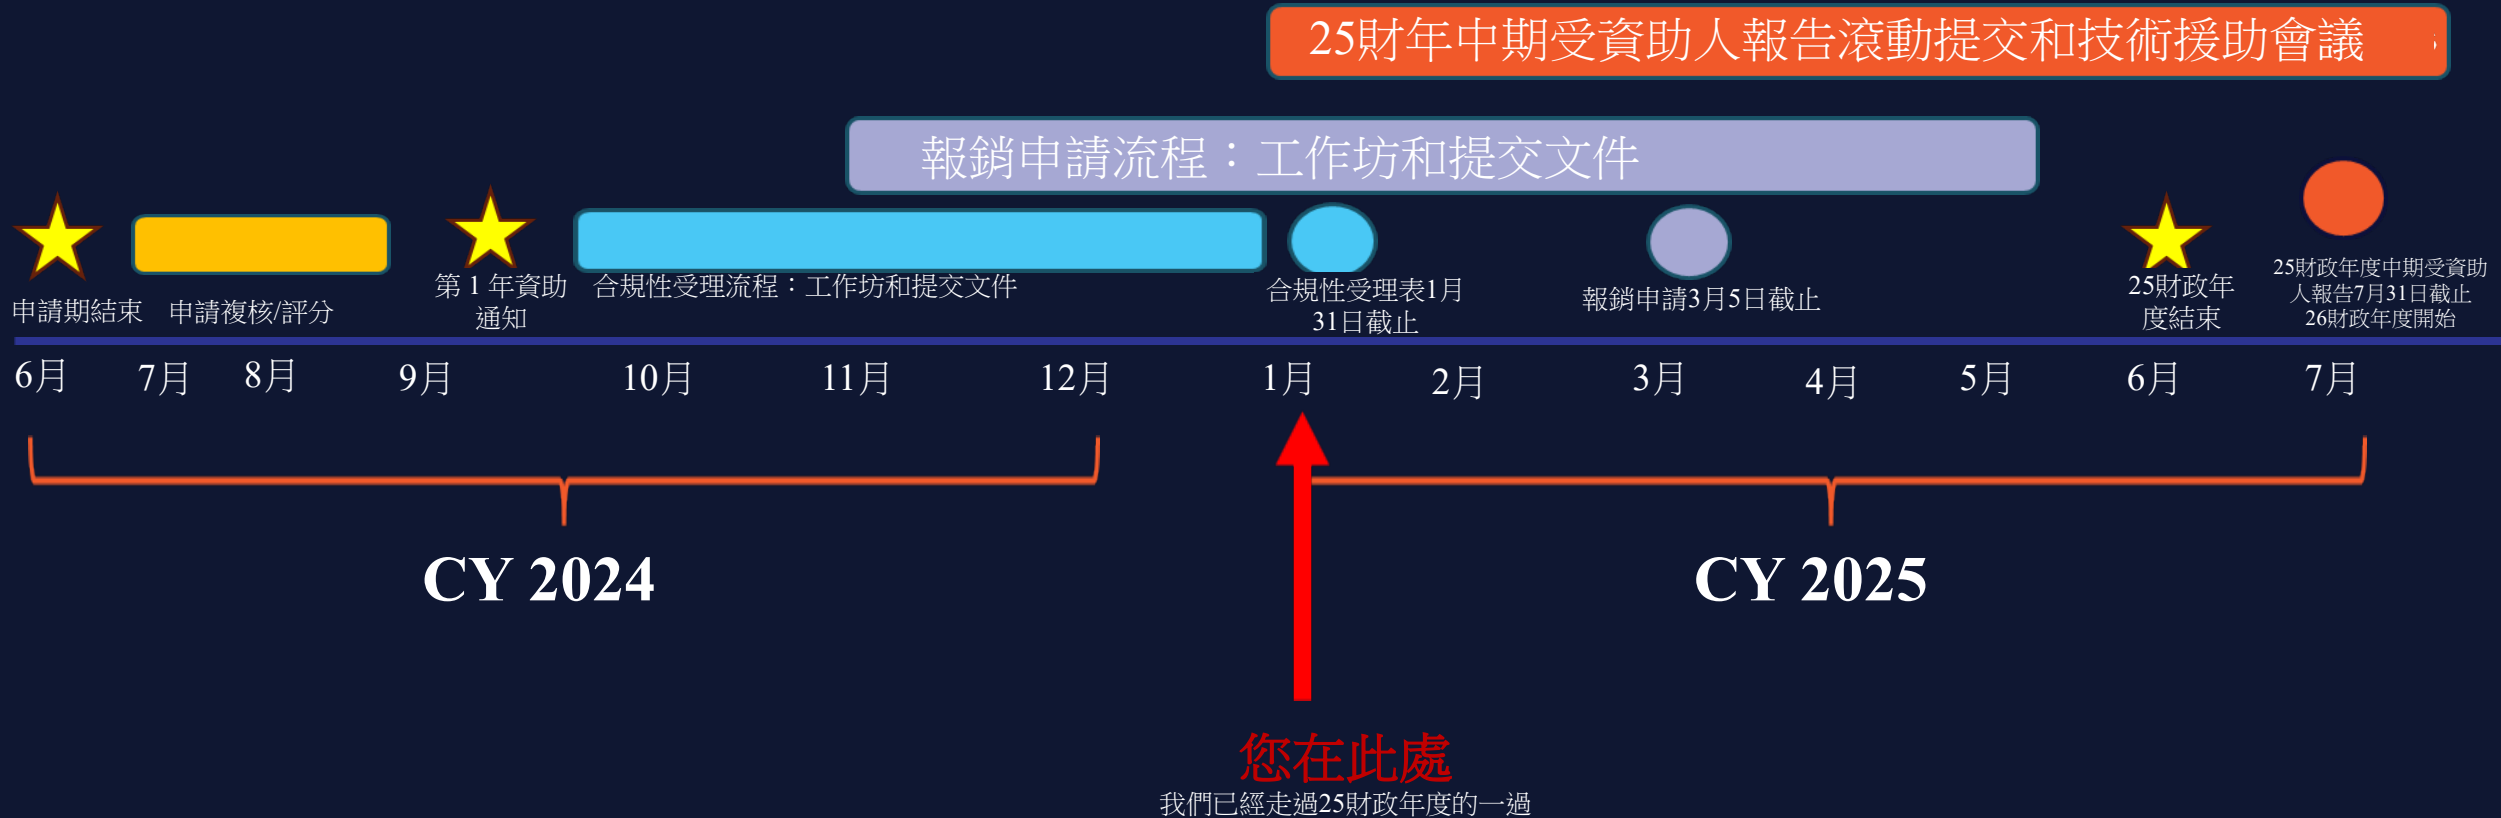 25財年中期受資助人報告滾動提交和技術援助會議
報銷申請流程：工作坊和提交文件
申請期結束
申請複核/評分
第 1 年資助
通知
合規性受理流程：工作坊和提交文件
合規性受理表1月
31日截止
報銷申請3月5日截止
25財政年
度結束
25財政年度中期受資助
人報告7月31日截止
26財政年度開始
6月
7月
8月
9月
10月
11月
12月
1月
2月
3月
4月
5月
6月
7月
CY 2024
CY 2025
您在此處
我們已經走過25財政年度的一過